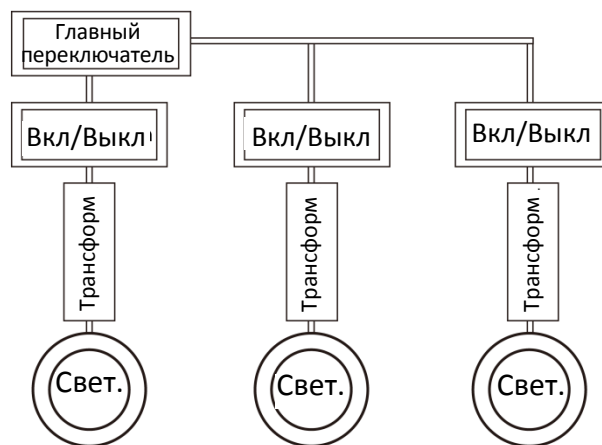 Главный
переключатель
Вкл/Выкл
Вкл/Выкл
Вкл/Выкл
Трансформ
Трансформ
Трансформ
Свет.
Свет.
Свет.